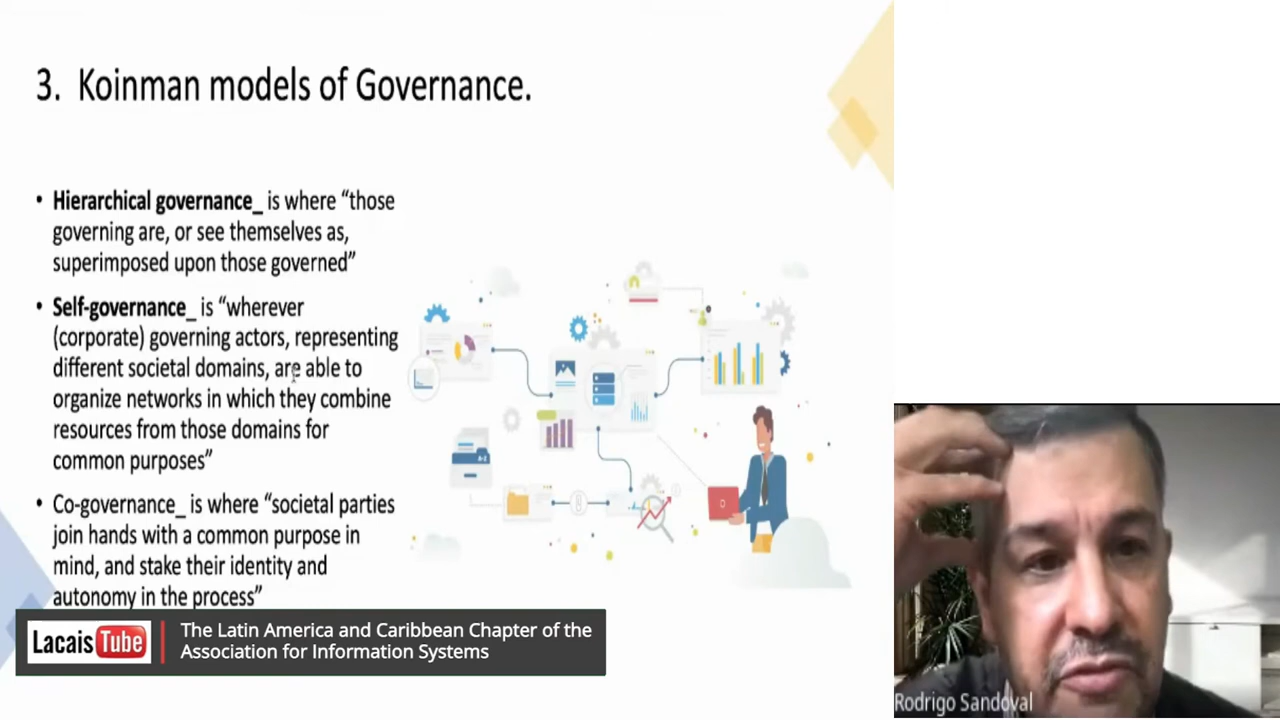 3. Koinman models of Governance.
• Hierarchical governance_ is where “those
governing are, or see themselves as,
superimposed upon those governed”
• Self-governance_ is “wherever
(corporate) governing actors, representing
different societal domains, are able to
organize networks in which they combine
resources from those domains for
common purposes”
• Co-governance_ is where “societal parties
join hands with a common purpose in
mind, and stake their identity and
autonomy in the process”
A-Z
LacaisTube
The Latin America and Caribbean Chapter of the
Association for Information Systems
Rodrigo Sandoval